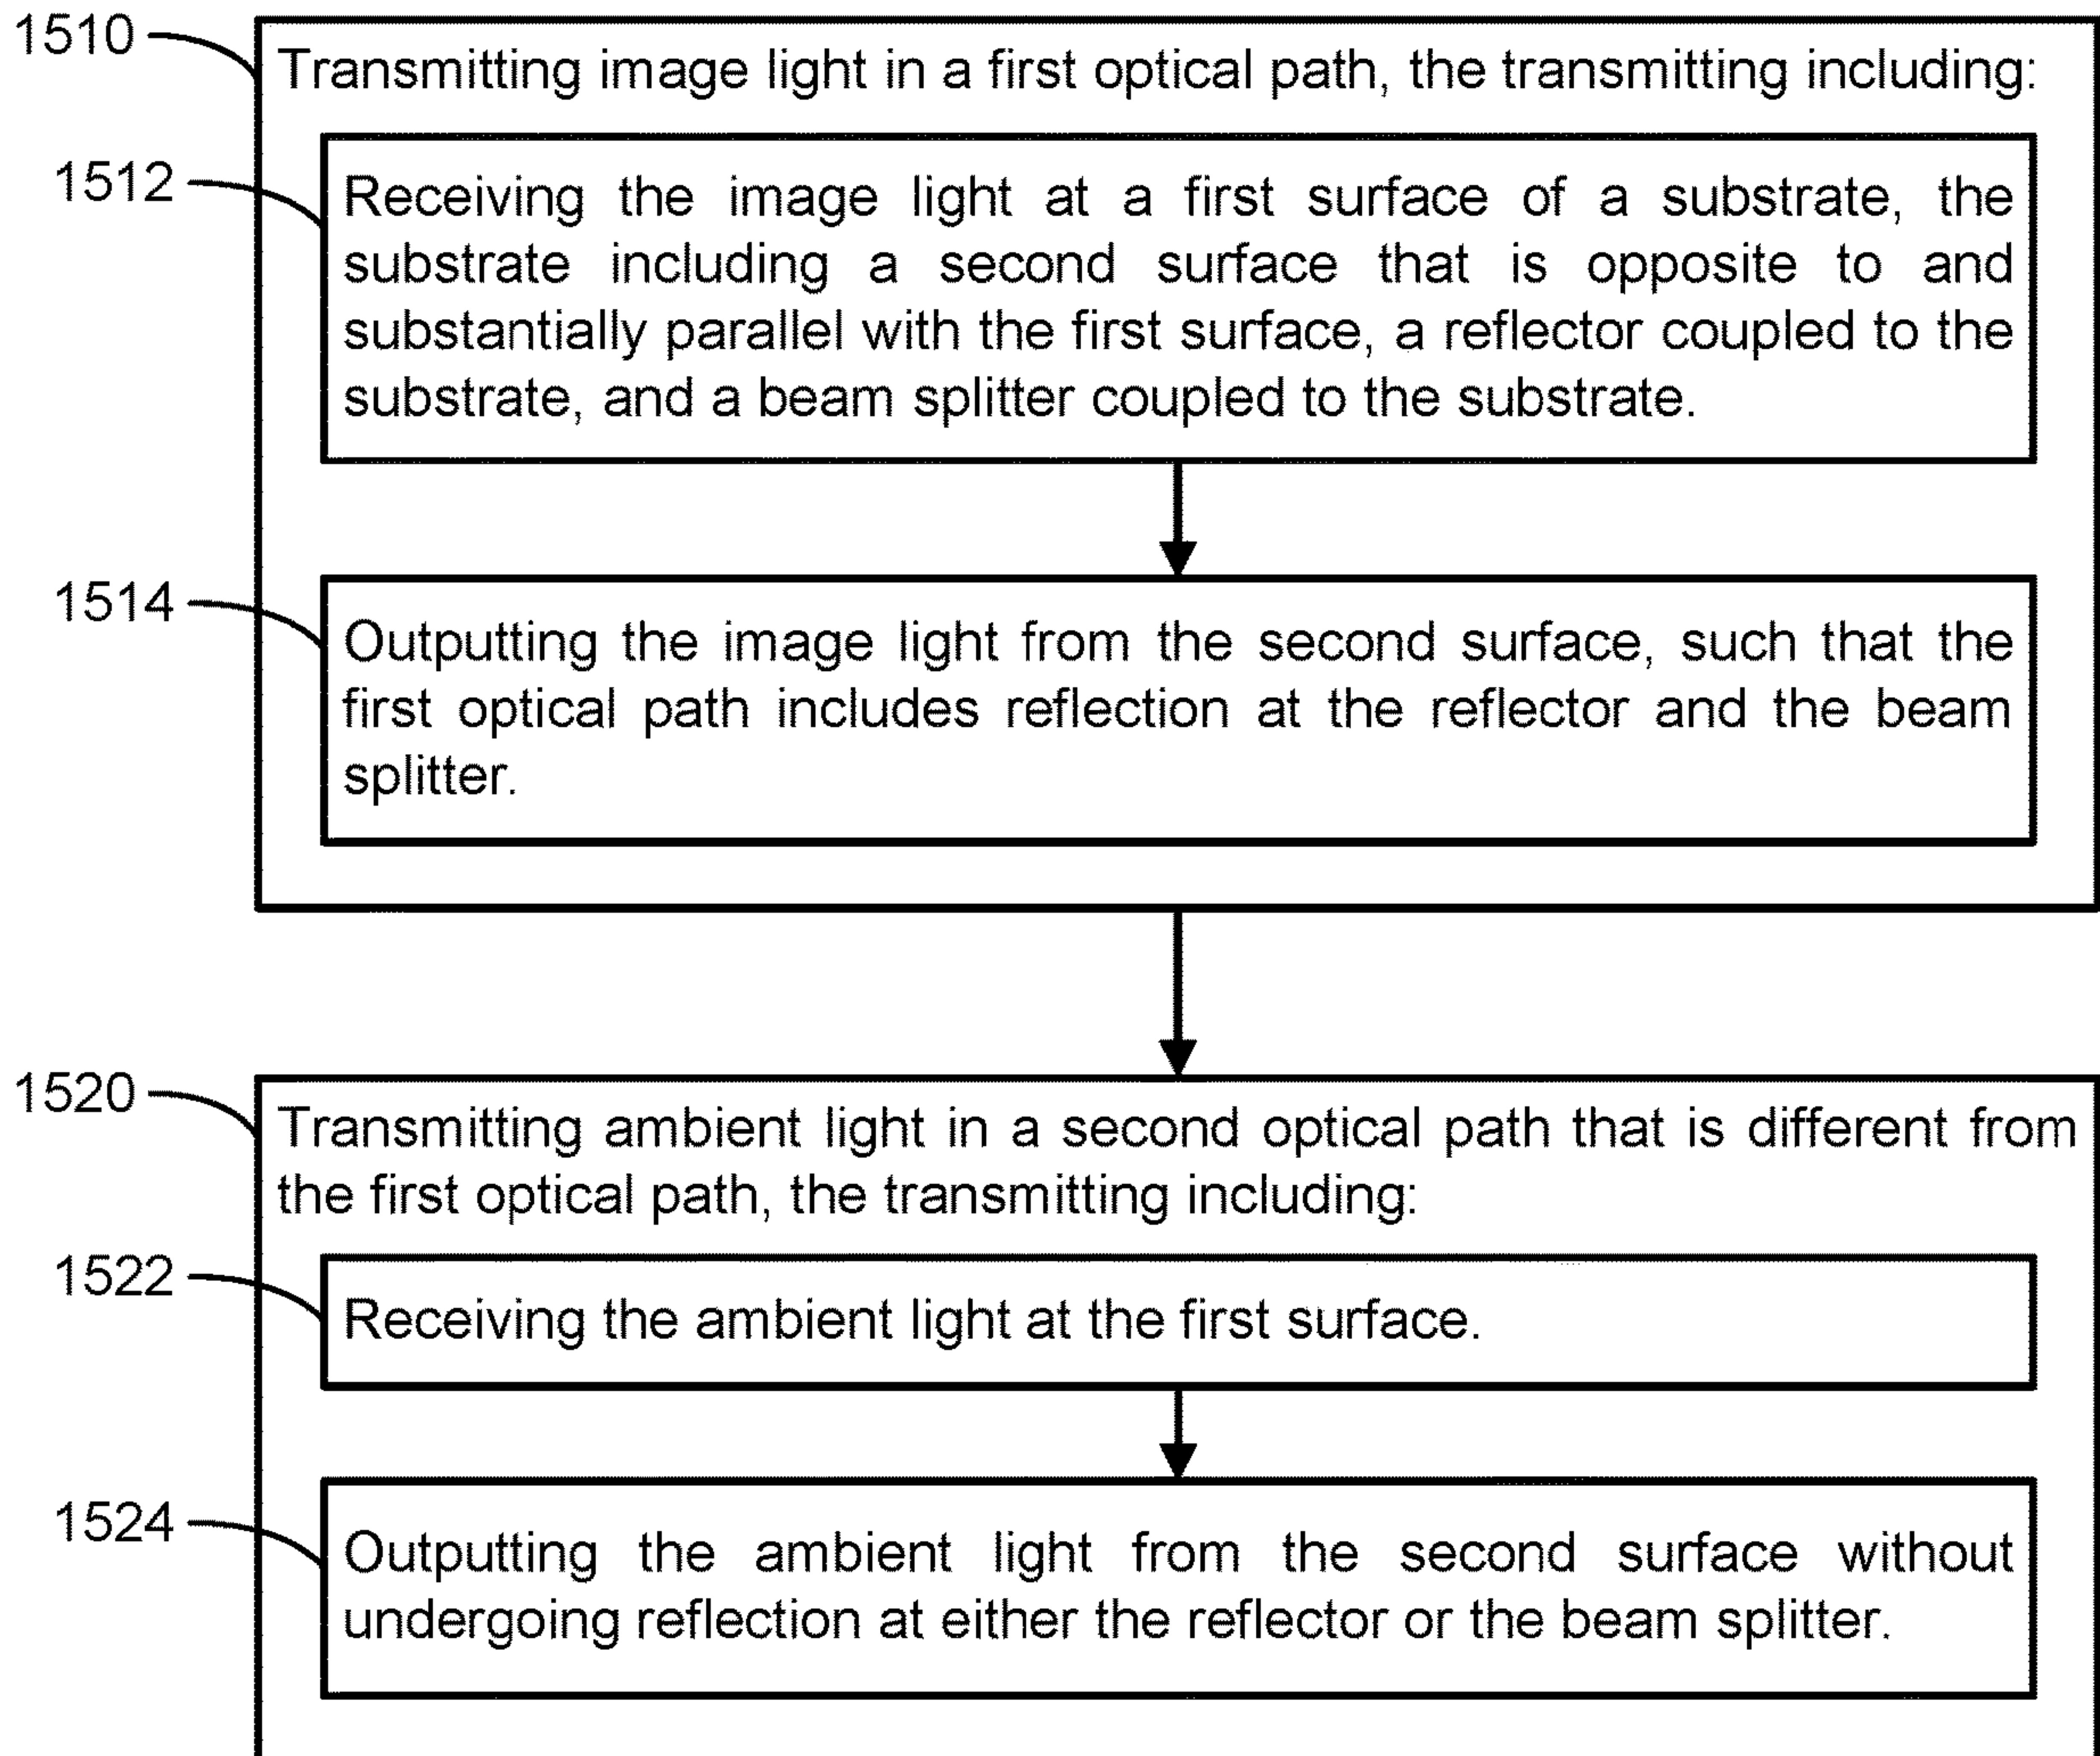 1510
Transmitting image light in a first optical path, the transmitting including:
1512
Receiving the image light at a first surface of a substrate, the
substrate including a second surface that is opposite to and
substantially parallel with the first surface, a reflector coupled to the
substrate, and a beam splitter coupled to the substrate.
1514
Outputting the image light from the second surface, such that the
first optical path includes reflection at the reflector and the beam
splitter.
1520
Transmitting ambient light in a second optical path that is different from
the first optical path, the transmitting including:
1522
Receiving the ambient light at the first surface.
1524
Outputting the ambient light from the second surface without
undergoing reflection at either the reflector or the beam splitter.